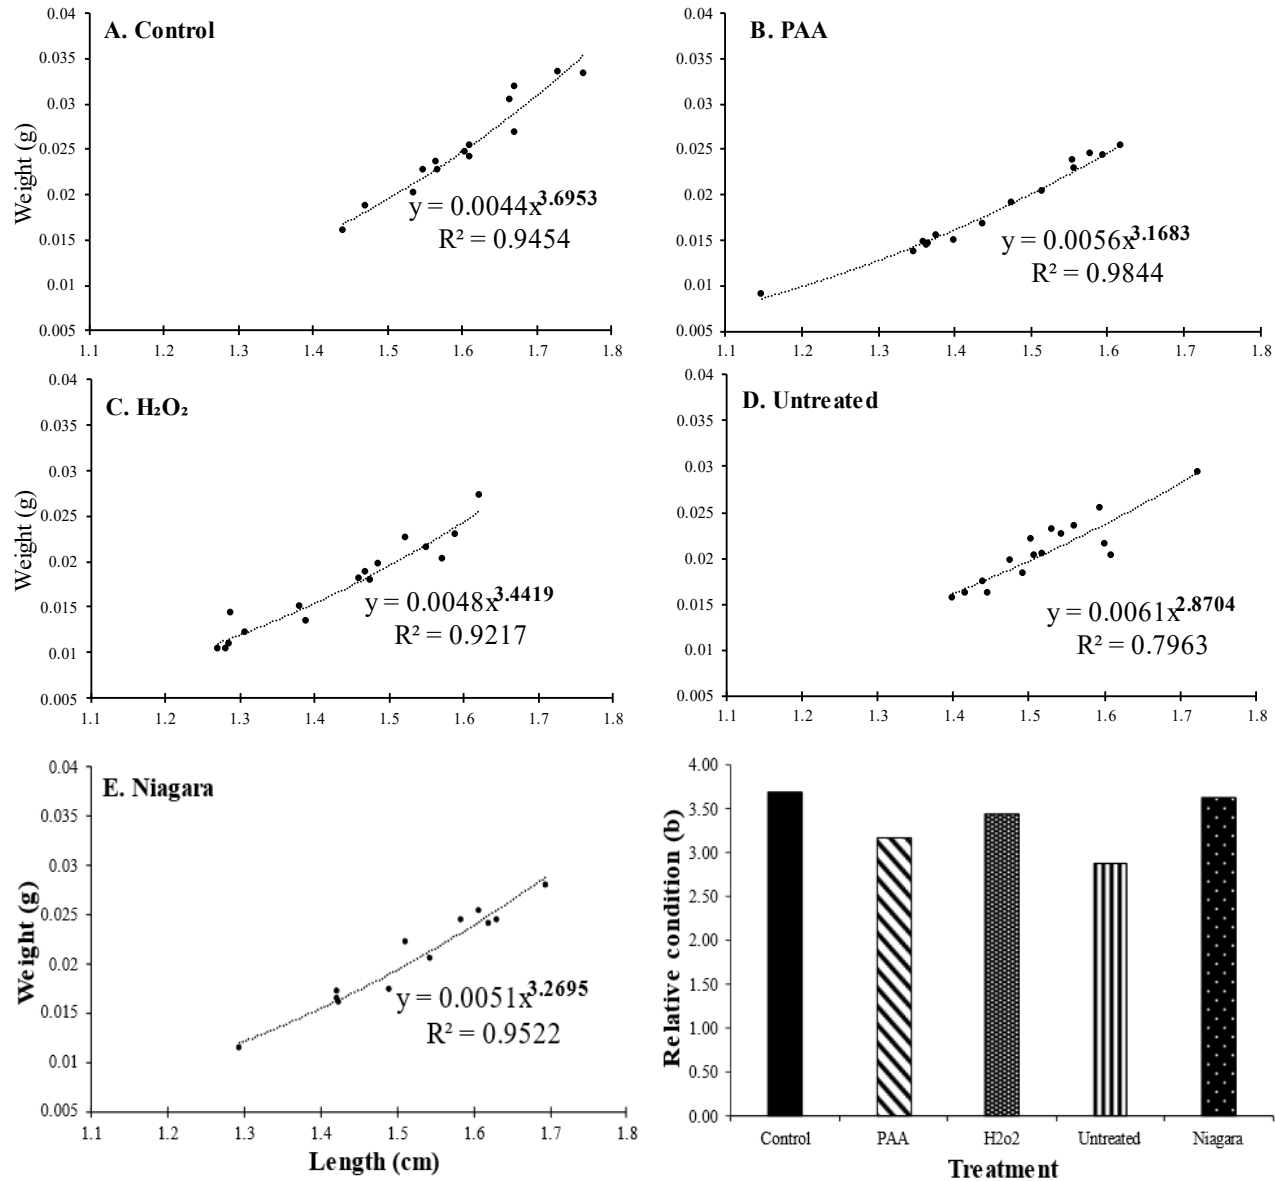 A. Control
0.04
0.035
0.03
0.025
0.02
0.015
0.01
0.005
Weight (g)
y = 0.0044x^3.6953
R² = 0.9454
1.1 1.2 1.3 1.4 1.5 1.6 1.7 1.8
B. PAA
0.04
0.035
0.03
0.025
0.02
0.015
0.01
0.005
y = 0.0056x^3.1683
R² = 0.9844
1.1 1.2 1.3 1.4 1.5 1.6 1.7 1.8
C. H₂O₂
0.04
0.035
0.03
0.025
0.02
0.015
0.01
0.005
Weight (g)
y = 0.0048x^3.4419
R² = 0.9217
1.1 1.2 1.3 1.4 1.5 1.6 1.7 1.8
D. Untreated
0.04
0.035
0.03
0.025
0.02
0.015
0.01
0.005
y = 0.0061x^2.8704
R² = 0.7963
1.1 1.2 1.3 1.4 1.5 1.6 1.7 1.8
E. Niagara
0.04
0.035
0.03
0.025
0.02
0.015
0.01
0.005
Weight (g)
y = 0.0051x^3.2695
R² = 0.9522
1.1 1.2 1.3 1.4 1.5 1.6 1.7 1.8
Length (cm)
4.00
3.50
3.00
2.50
2.00
1.50
1.00
0.50
0.00
Relative condition (b)
Control PAA H2o2 Untreated Niagara
Treatment